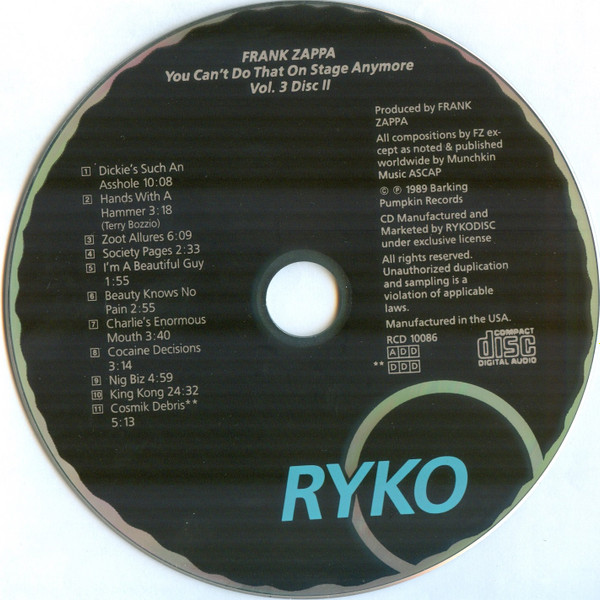 FRANK ZAPPA
You Can't Do That On Stage Anymore
Vol. 3 Disc II
1 Dickie's Such An
Asshole 10:08
2 Hands With A
Hammer 3:18
(Terry Bozzio)
3 Zoot Allures 6:09
4 Society Pages 2:33
5 I'm A Beautiful Guy
1:55
6 Beauty Knows No
Pain 2:55
7 Charlie's Enormous
Mouth 3:40
8 Cocaine Decisions
3:14
9 Nig Biz 4:59
10 King Kong 24:32
11 Cosmik Debris**
5:13
Produced by FRANK
ZAPPA
All compositions by FZ ex-
cept as noted & published
worldwide by Munchkin
Music ASCAP
© ℗ 1989 Barking
Pumpkin Records
CD Manufactured and
Marketed by RYKODISC
under exclusive license
All rights reserved.
Unauthorized duplication
and sampling is a
violation of applicable
laws.
Manufactured in the USA.
RCD 10086
ADD
** DDD
COMPACT
disc
DIGITAL AUDIO
RYKO